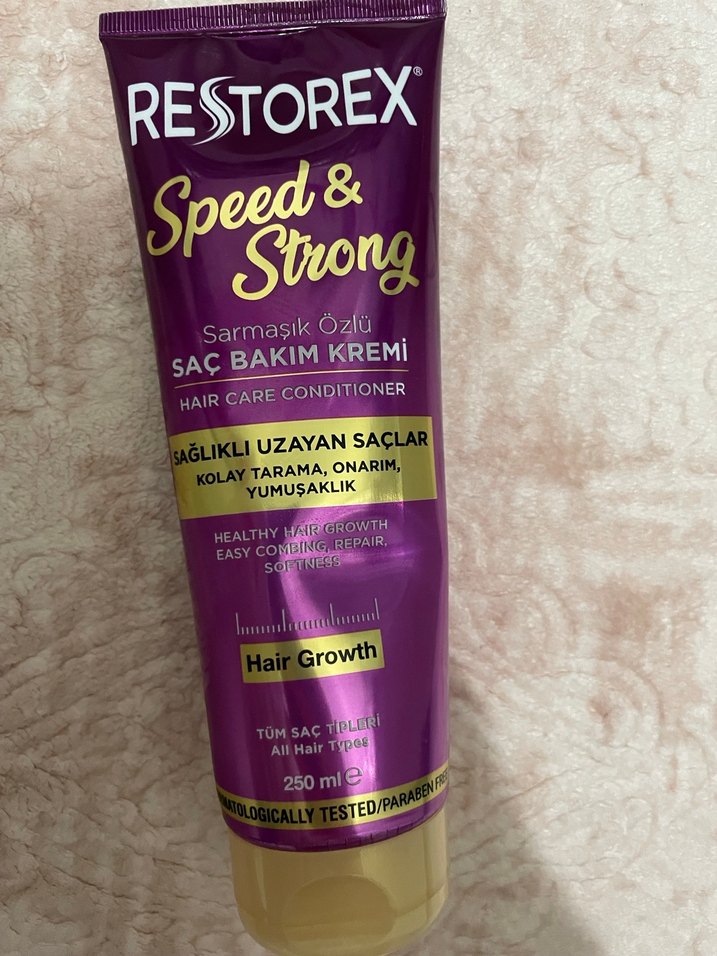 RESTOREX®
Speed &
Strong
Sarmaşık Özlü
SAÇ BAKIM KREMİ
HAIR CARE CONDITIONER
SAĞLIKLI UZAYAN SAÇLAR
KOLAY TARAMA, ONARIM,
YUMUŞAKLIK
HEALTHY HAIR GROWTH
EASY COMBING, REPAIR,
SOFTNESS
Hair Growth
TÜM SAÇ TİPLERİ
All Hair Types
250 ml e
TESTED/PARABEN